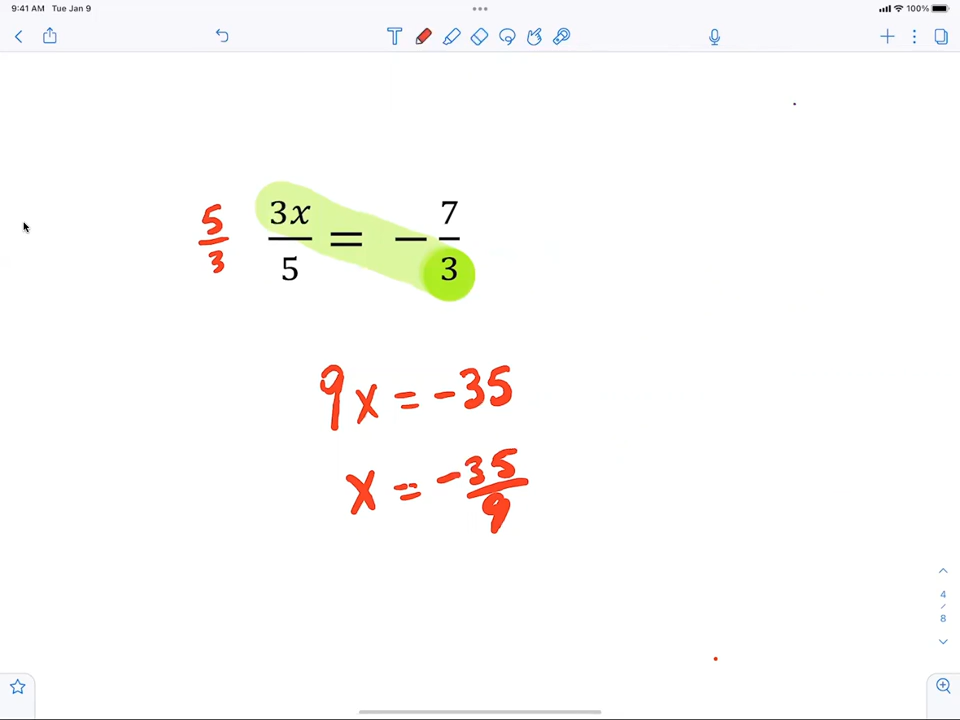 9:41 AM Tue Jan 9
100%
T
5/3 3x/5 = - 7/3
9x = -35
x = -35/9
4
/
8